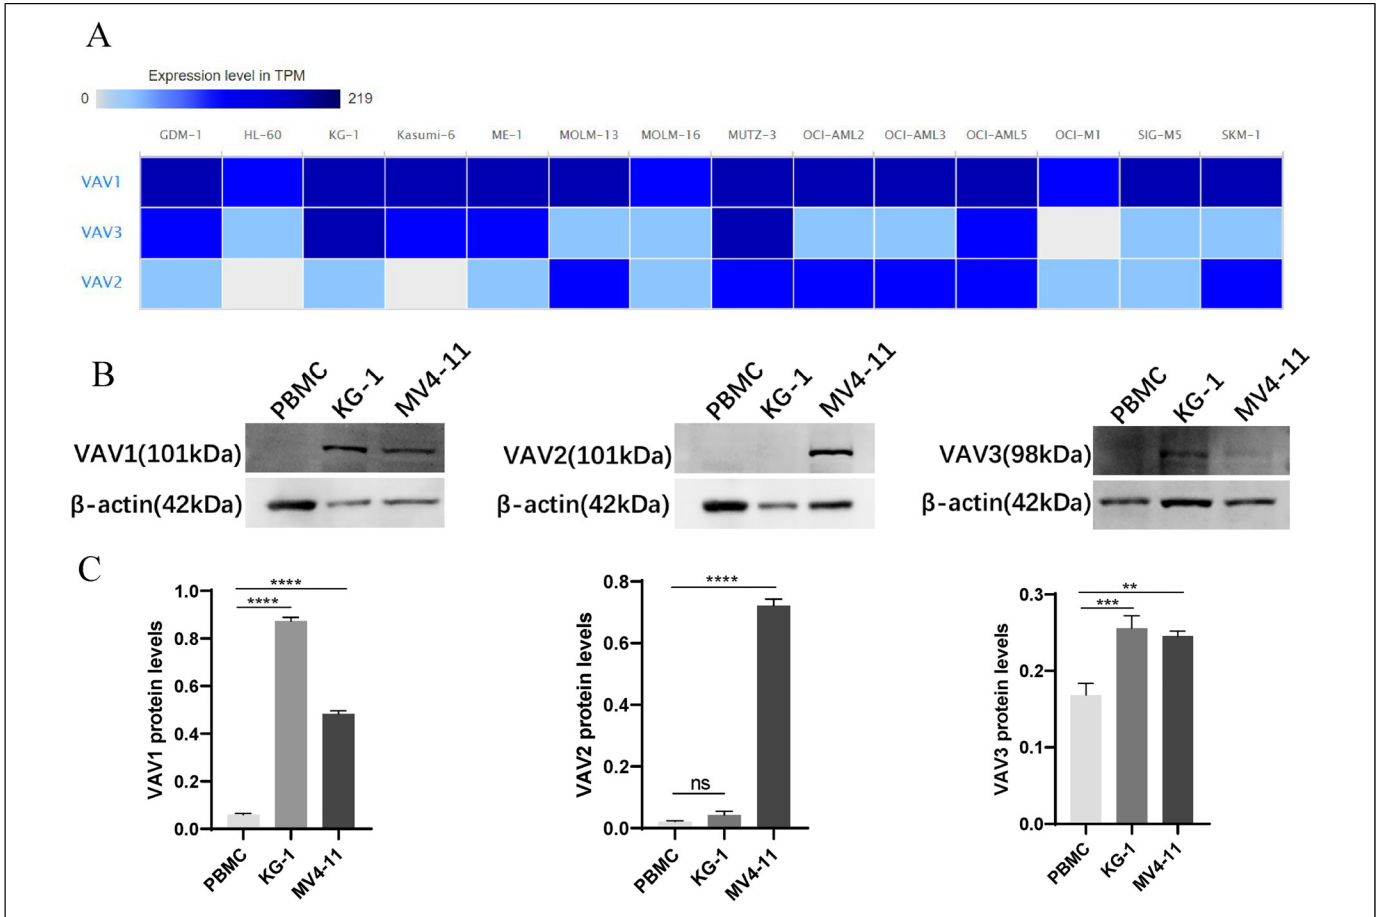 A
Expression level in TPM
0 219
GDM-1 HL-60 KG-1 Kasumi-6 ME-1 MOLM-13 MOLM-16 MUTZ-3 OCI-AML2 OCI-AML3 OCI-AML5 OCI-M1 SIG-M5 SKM-1
VAV1
VAV3
VAV2
B
PBMC KG-1 MV4-11
VAV1(101kDa)
β-actin(42kDa)
PBMC KG-1 MV4-11
VAV2(101kDa)
β-actin(42kDa)
PBMC KG-1 MV4-11
VAV3(98kDa)
β-actin(42kDa)
C
VAV1 protein levels
1.0
0.8
0.6
0.4
0.2
0.0
****
****
PBMC KG-1 MV4-11
VAV2 protein levels
0.8
0.6
0.4
0.2
0.0
****
ns
PBMC KG-1 MV4-11
VAV3 protein levels
0.3
0.2
0.1
0.0
**
***
PBMC KG-1 MV4-11